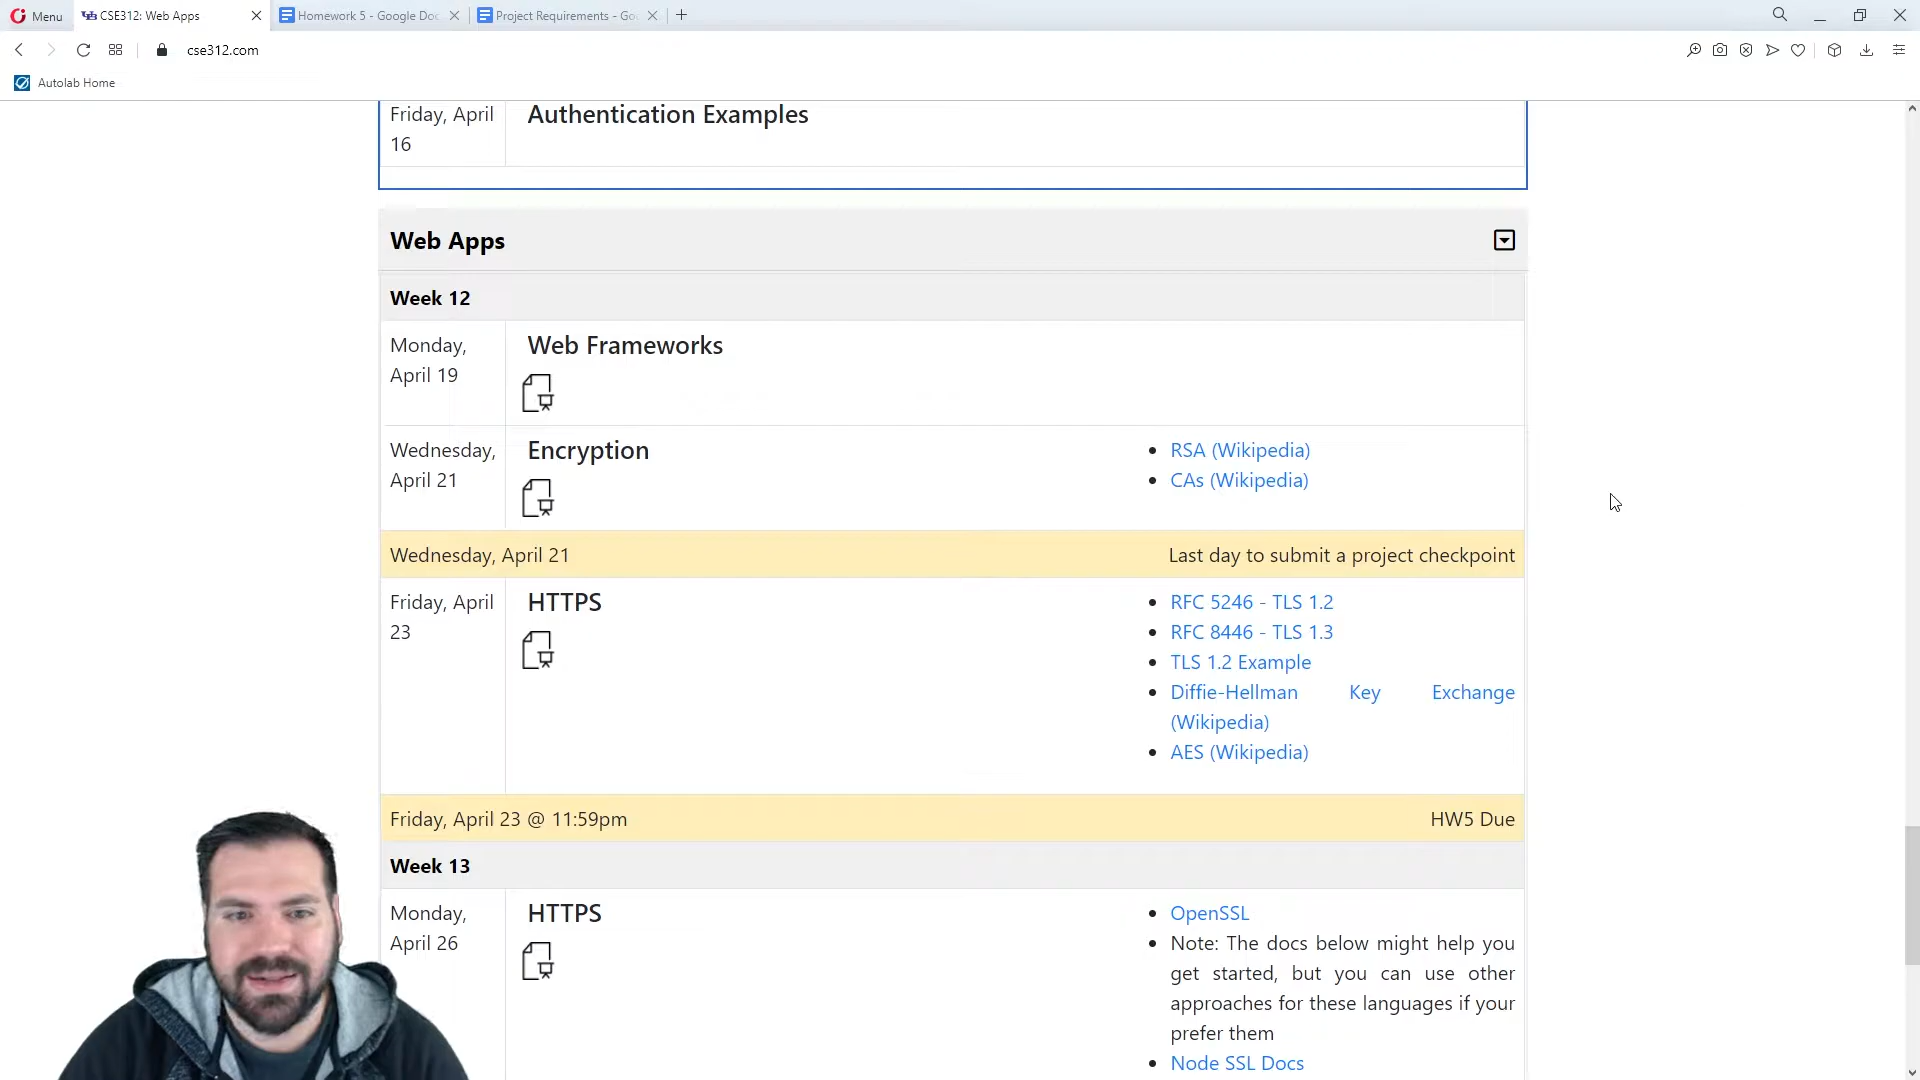 Menu
CSE312: Web Apps
Homework 5 - Google Doc
Project Requirements - Go
cse312.com
Autolab Home
Friday, April
16
Authentication Examples
Web Apps
Week 12
Monday,
April 19
Web Frameworks
Wednesday,
April 21
Encryption
RSA (Wikipedia)
CAs (Wikipedia)
Wednesday, April 21
Last day to submit a project checkpoint
Friday, April
23
HTTPS
RFC 5246 - TLS 1.2
RFC 8446 - TLS 1.3
TLS 1.2 Example
Diffie-Hellman Key Exchange
(Wikipedia)
AES (Wikipedia)
Friday, April 23 @ 11:59pm
HW5 Due
Week 13
Monday,
April 26
HTTPS
OpenSSL
Note: The docs below might help you
get started, but you can use other
approaches for these languages if your
prefer them
Node SSL Docs